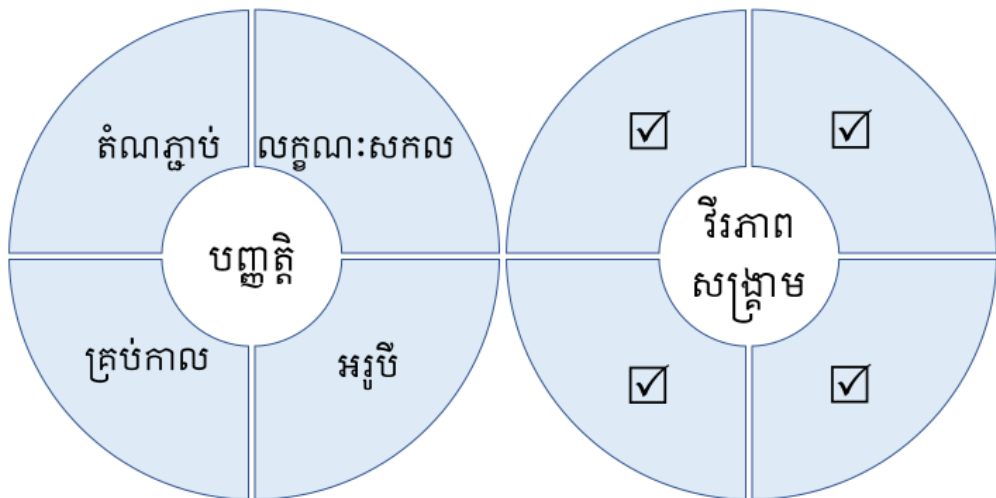 តំណភ្ជាប់
លក្ខណៈសកល
បញ្ញត្តិ
គ្រប់កាល
អរូបី
☑
☑
វីរភាព
សង្គ្រាម
☑
☑